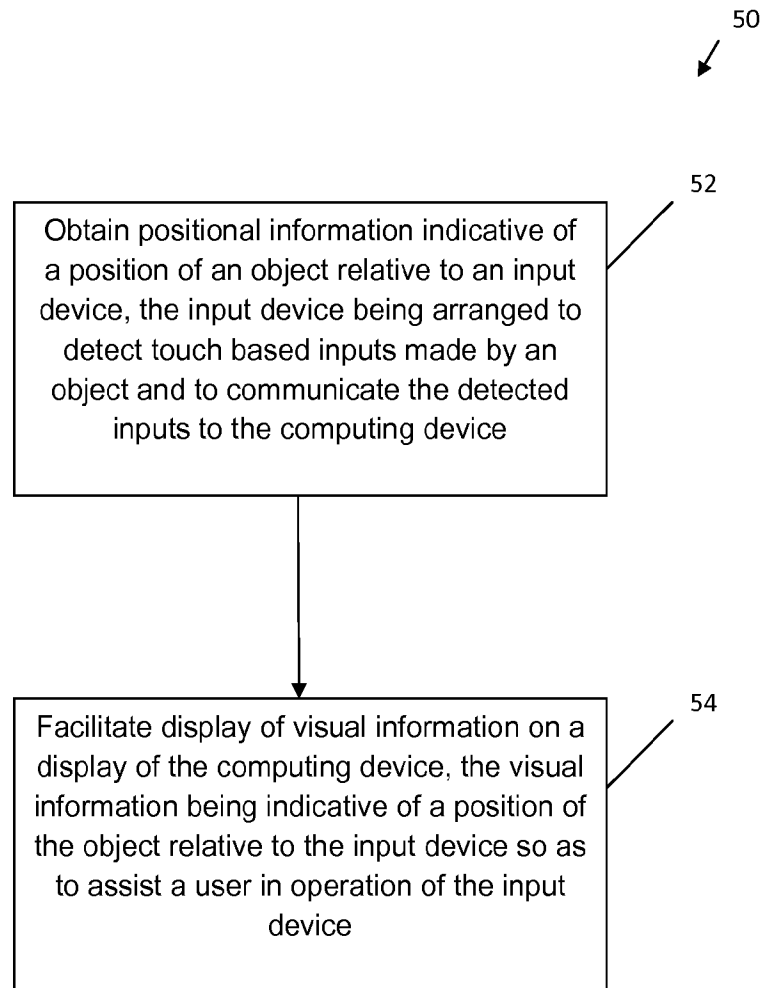 50
52
Obtain positional information indicative of
a position of an object relative to an input
device, the input device being arranged to
detect touch based inputs made by an
object and to communicate the detected
inputs to the computing device
54
Facilitate display of visual information on a
display of the computing device, the visual
information being indicative of a position of
the object relative to the input device so as
to assist a user in operation of the input
device